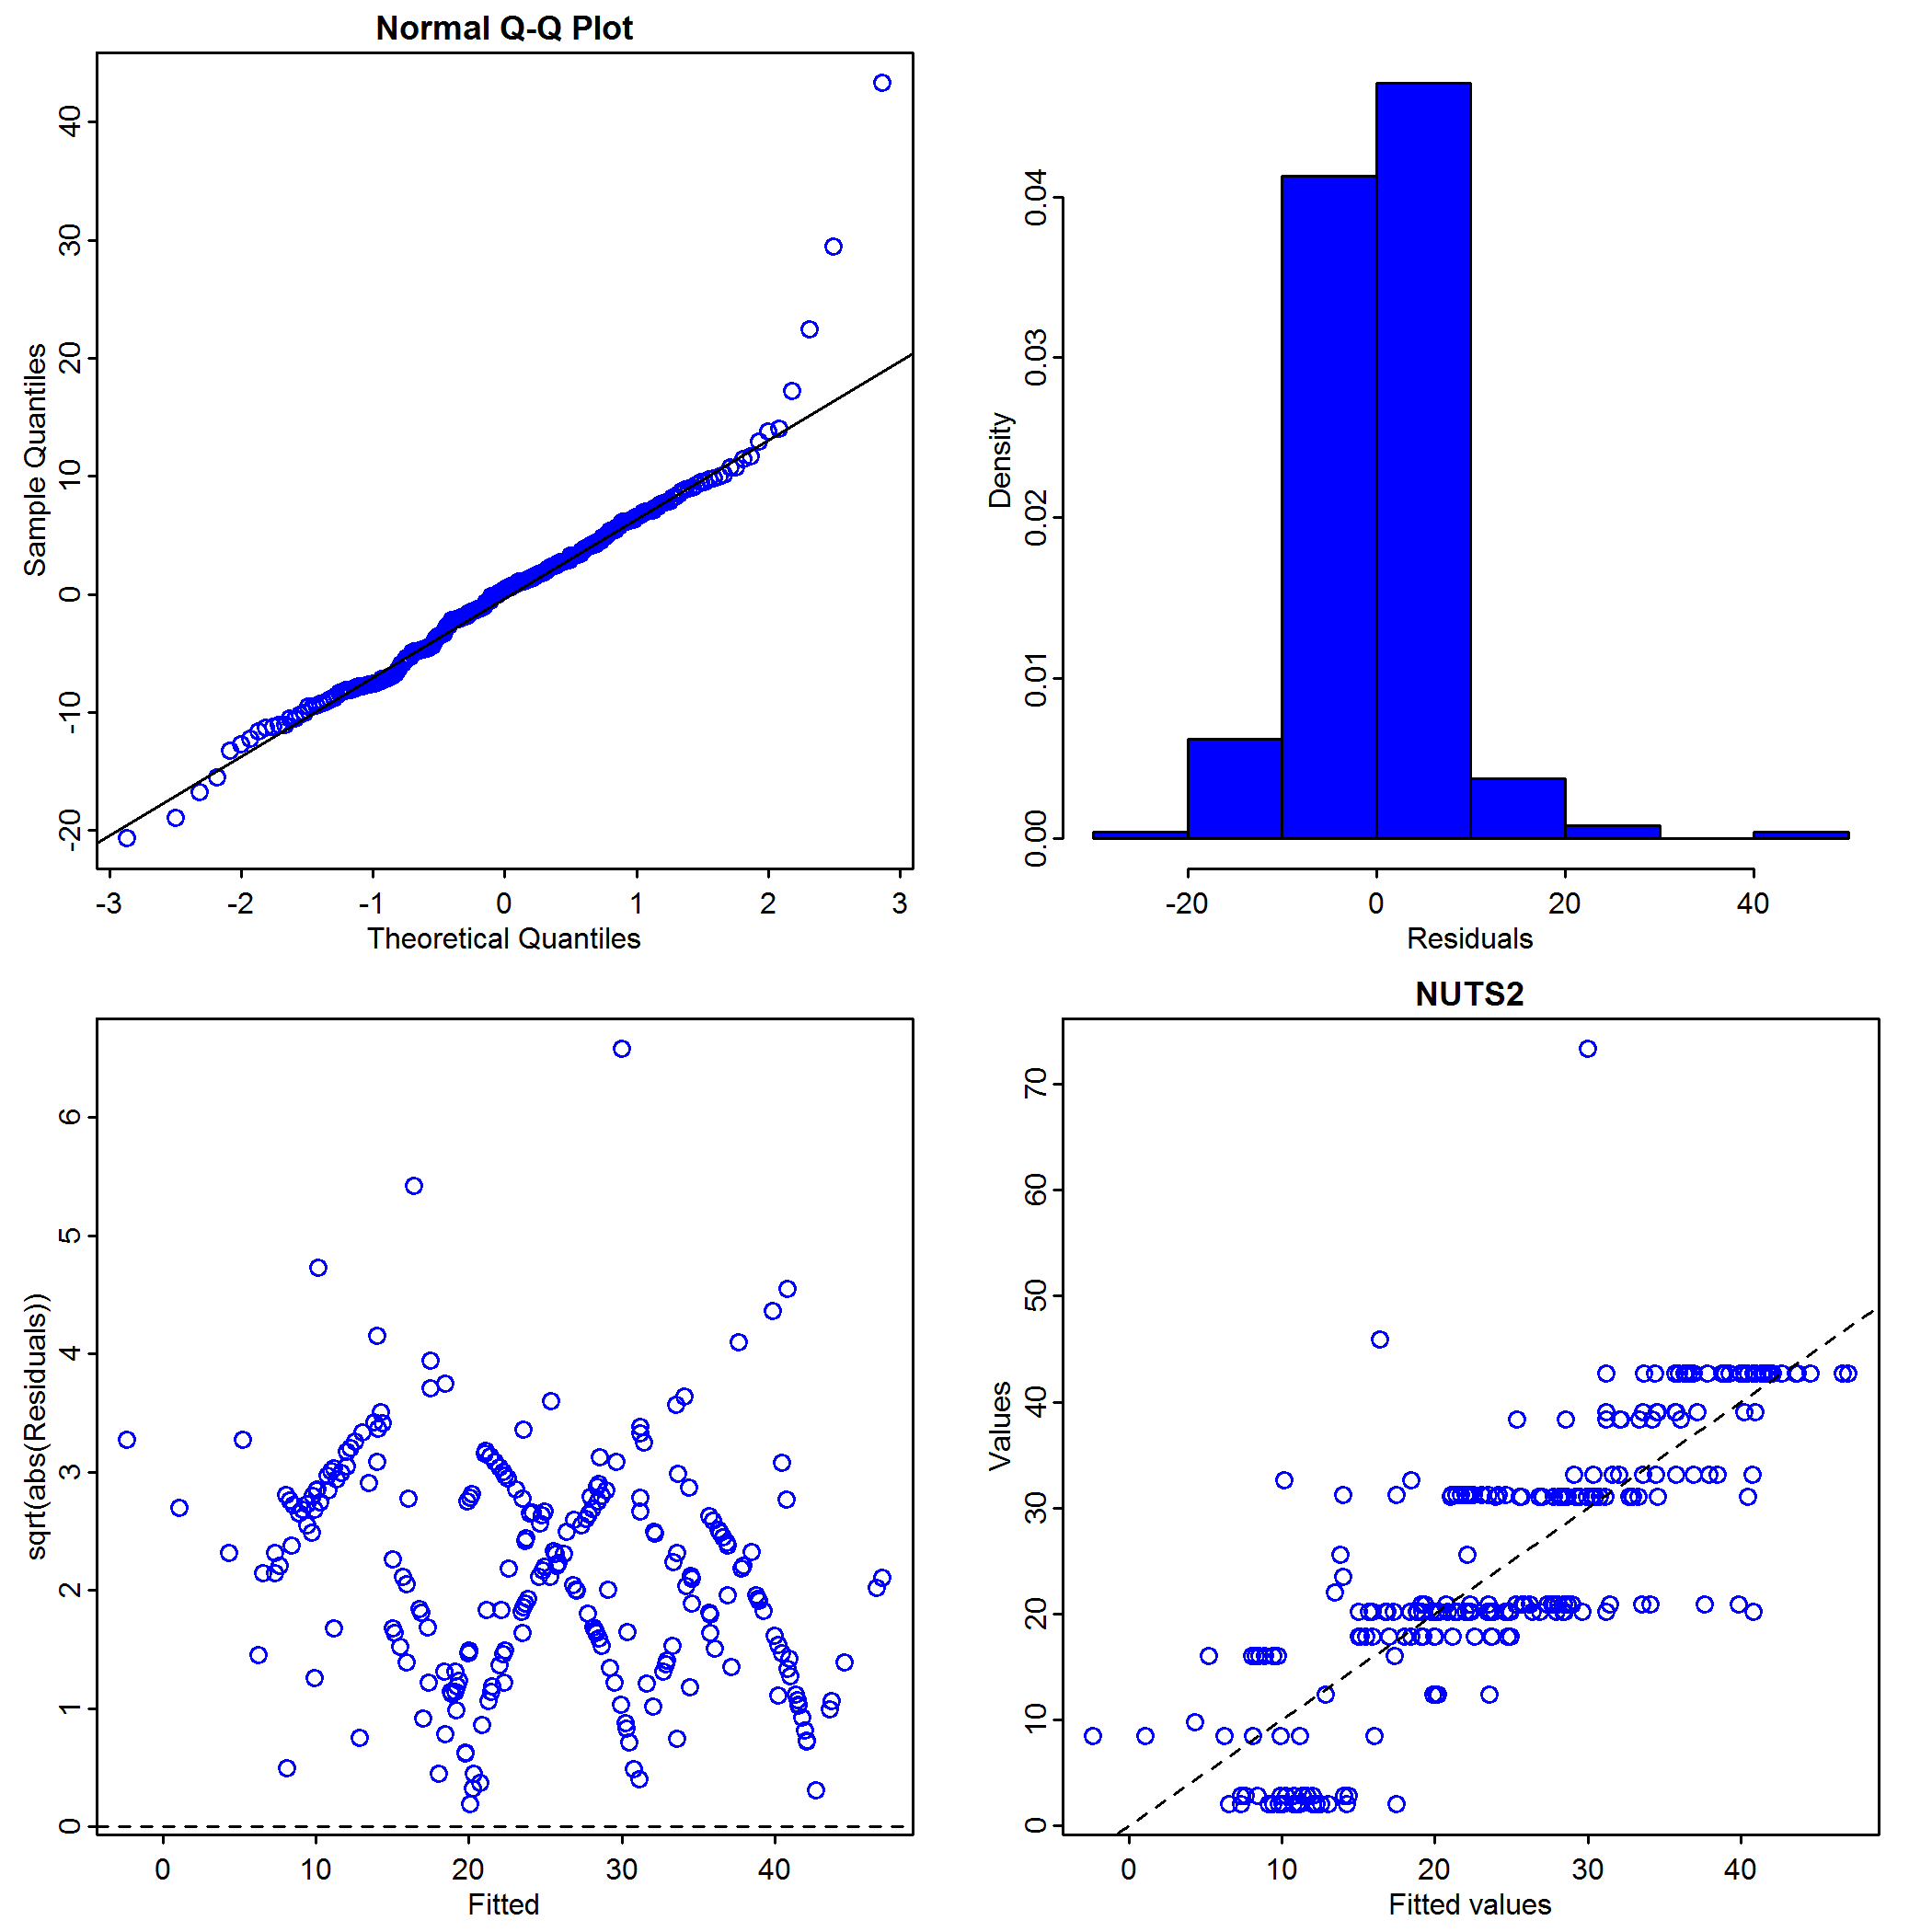 Normal Q-Q Plot
Sample Quantiles
-20 -10 0 10 20 30 40
-3 -2 -1 0 1 2 3
Theoretical Quantiles
Density
0.00 0.01 0.02 0.03 0.04
-20 0 20 40
Residuals
sqrt(abs(Residuals))
0 1 2 3 4 5 6
0 10 20 30 40
Fitted
NUTS2
Values
0 10 20 30 40 50 60 70
0 10 20 30 40
Fitted values